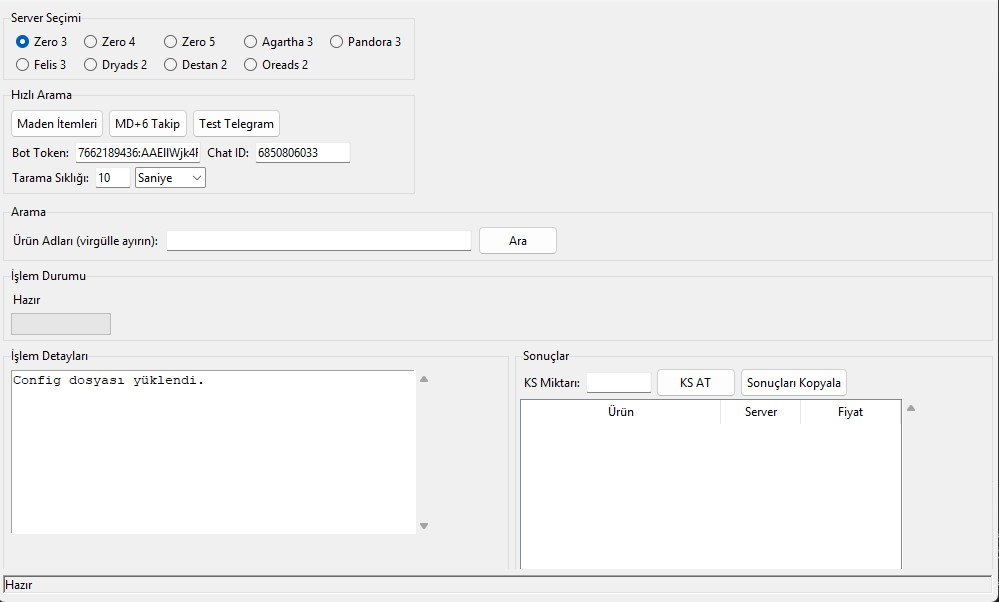 Server Seçimi
Zero 3 Zero 4 Zero 5 Agartha 3 Pandora 3
Felis 3 Dryads 2 Destan 2 Oreads 2
Hızlı Arama
Maden İtemleri MD+6 Takip Test Telegram
Bot Token: Chat ID: 6850806033
Tarama Sıklığı: 10 Saniye
Arama
Ürün Adları (virgülle ayırın): Ara
İşlem Durumu
Hazır
İşlem Detayları
Config dosyası yüklendi.
Sonuçlar
KS Miktarı: KS AT Sonuçları Kopyala
Ürün Server Fiyat
Hazır